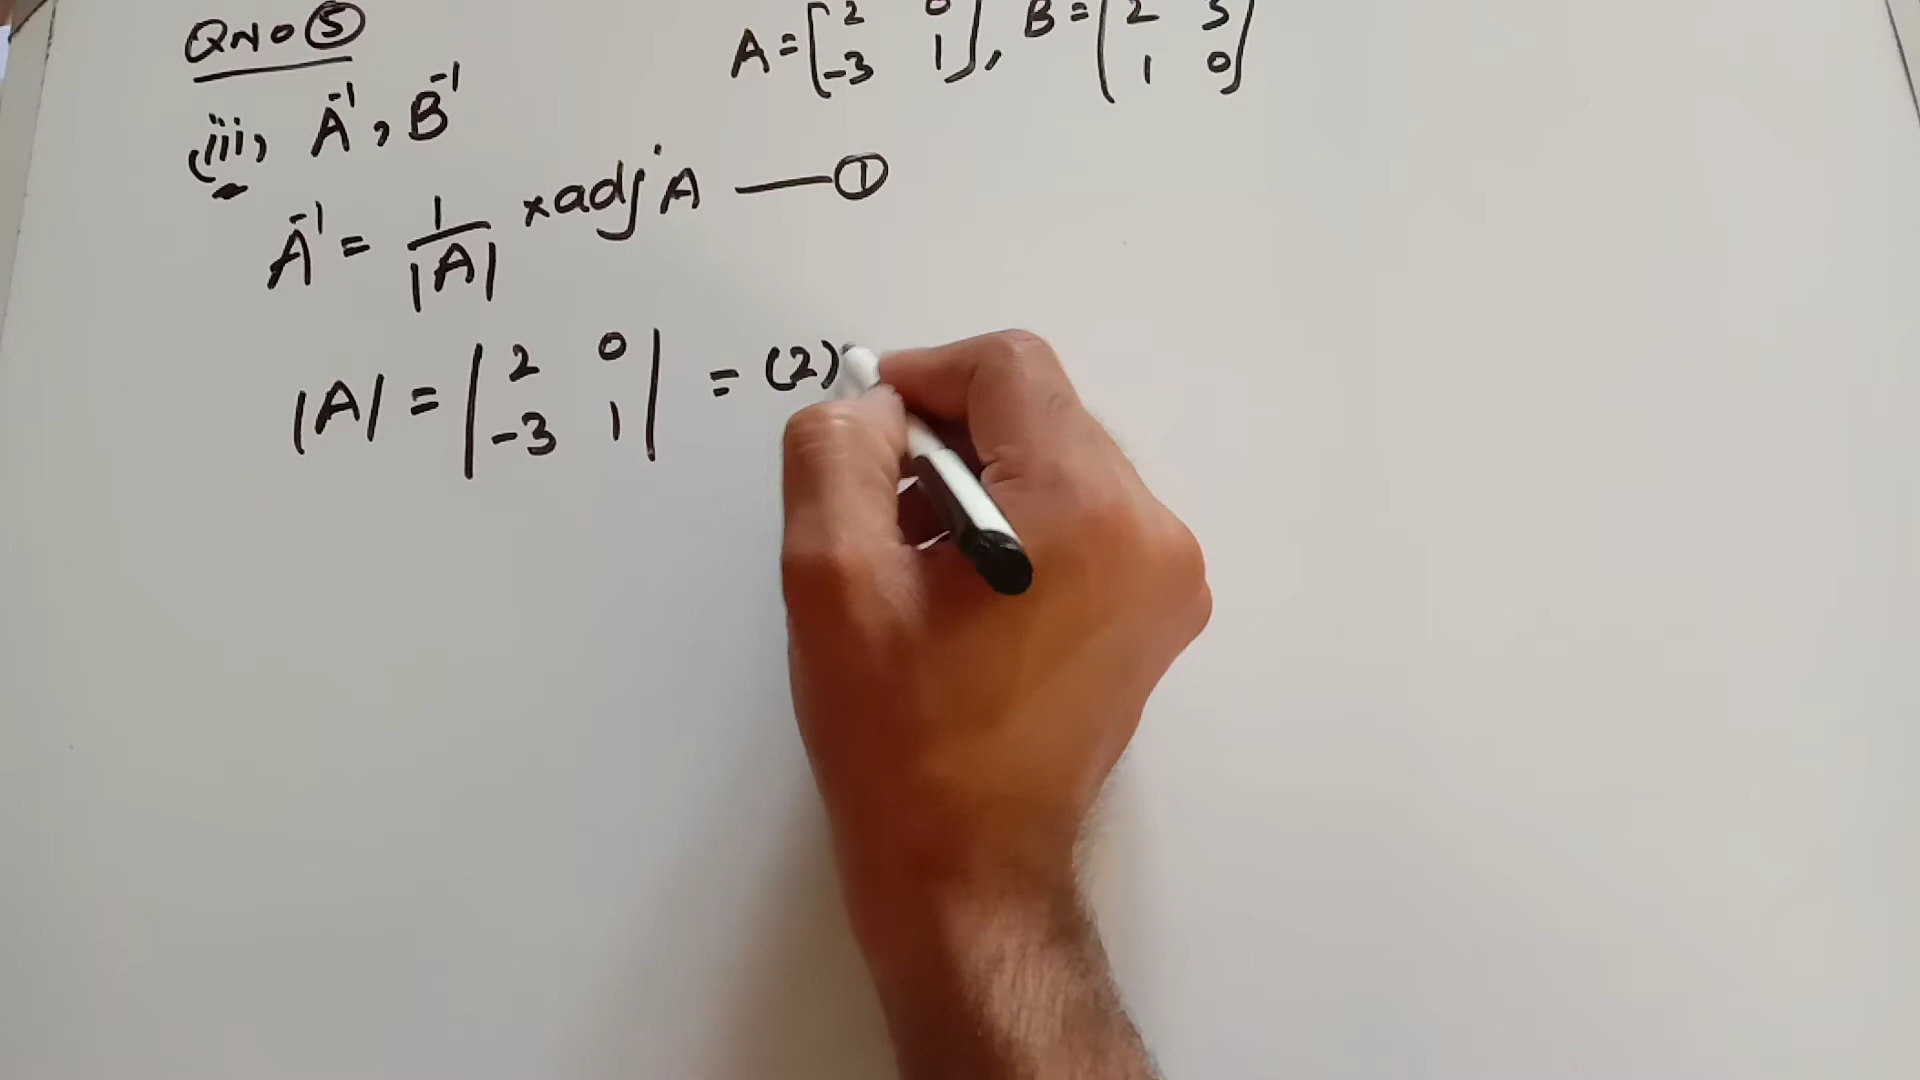 QNO ⑤
A = [2 0
-3 1], B = [2 3
1 0]
(iii) A⁻¹, B⁻¹
A⁻¹ = 1/|A| × adj A —— ①
|A| = |2 0
-3 1| = (2)